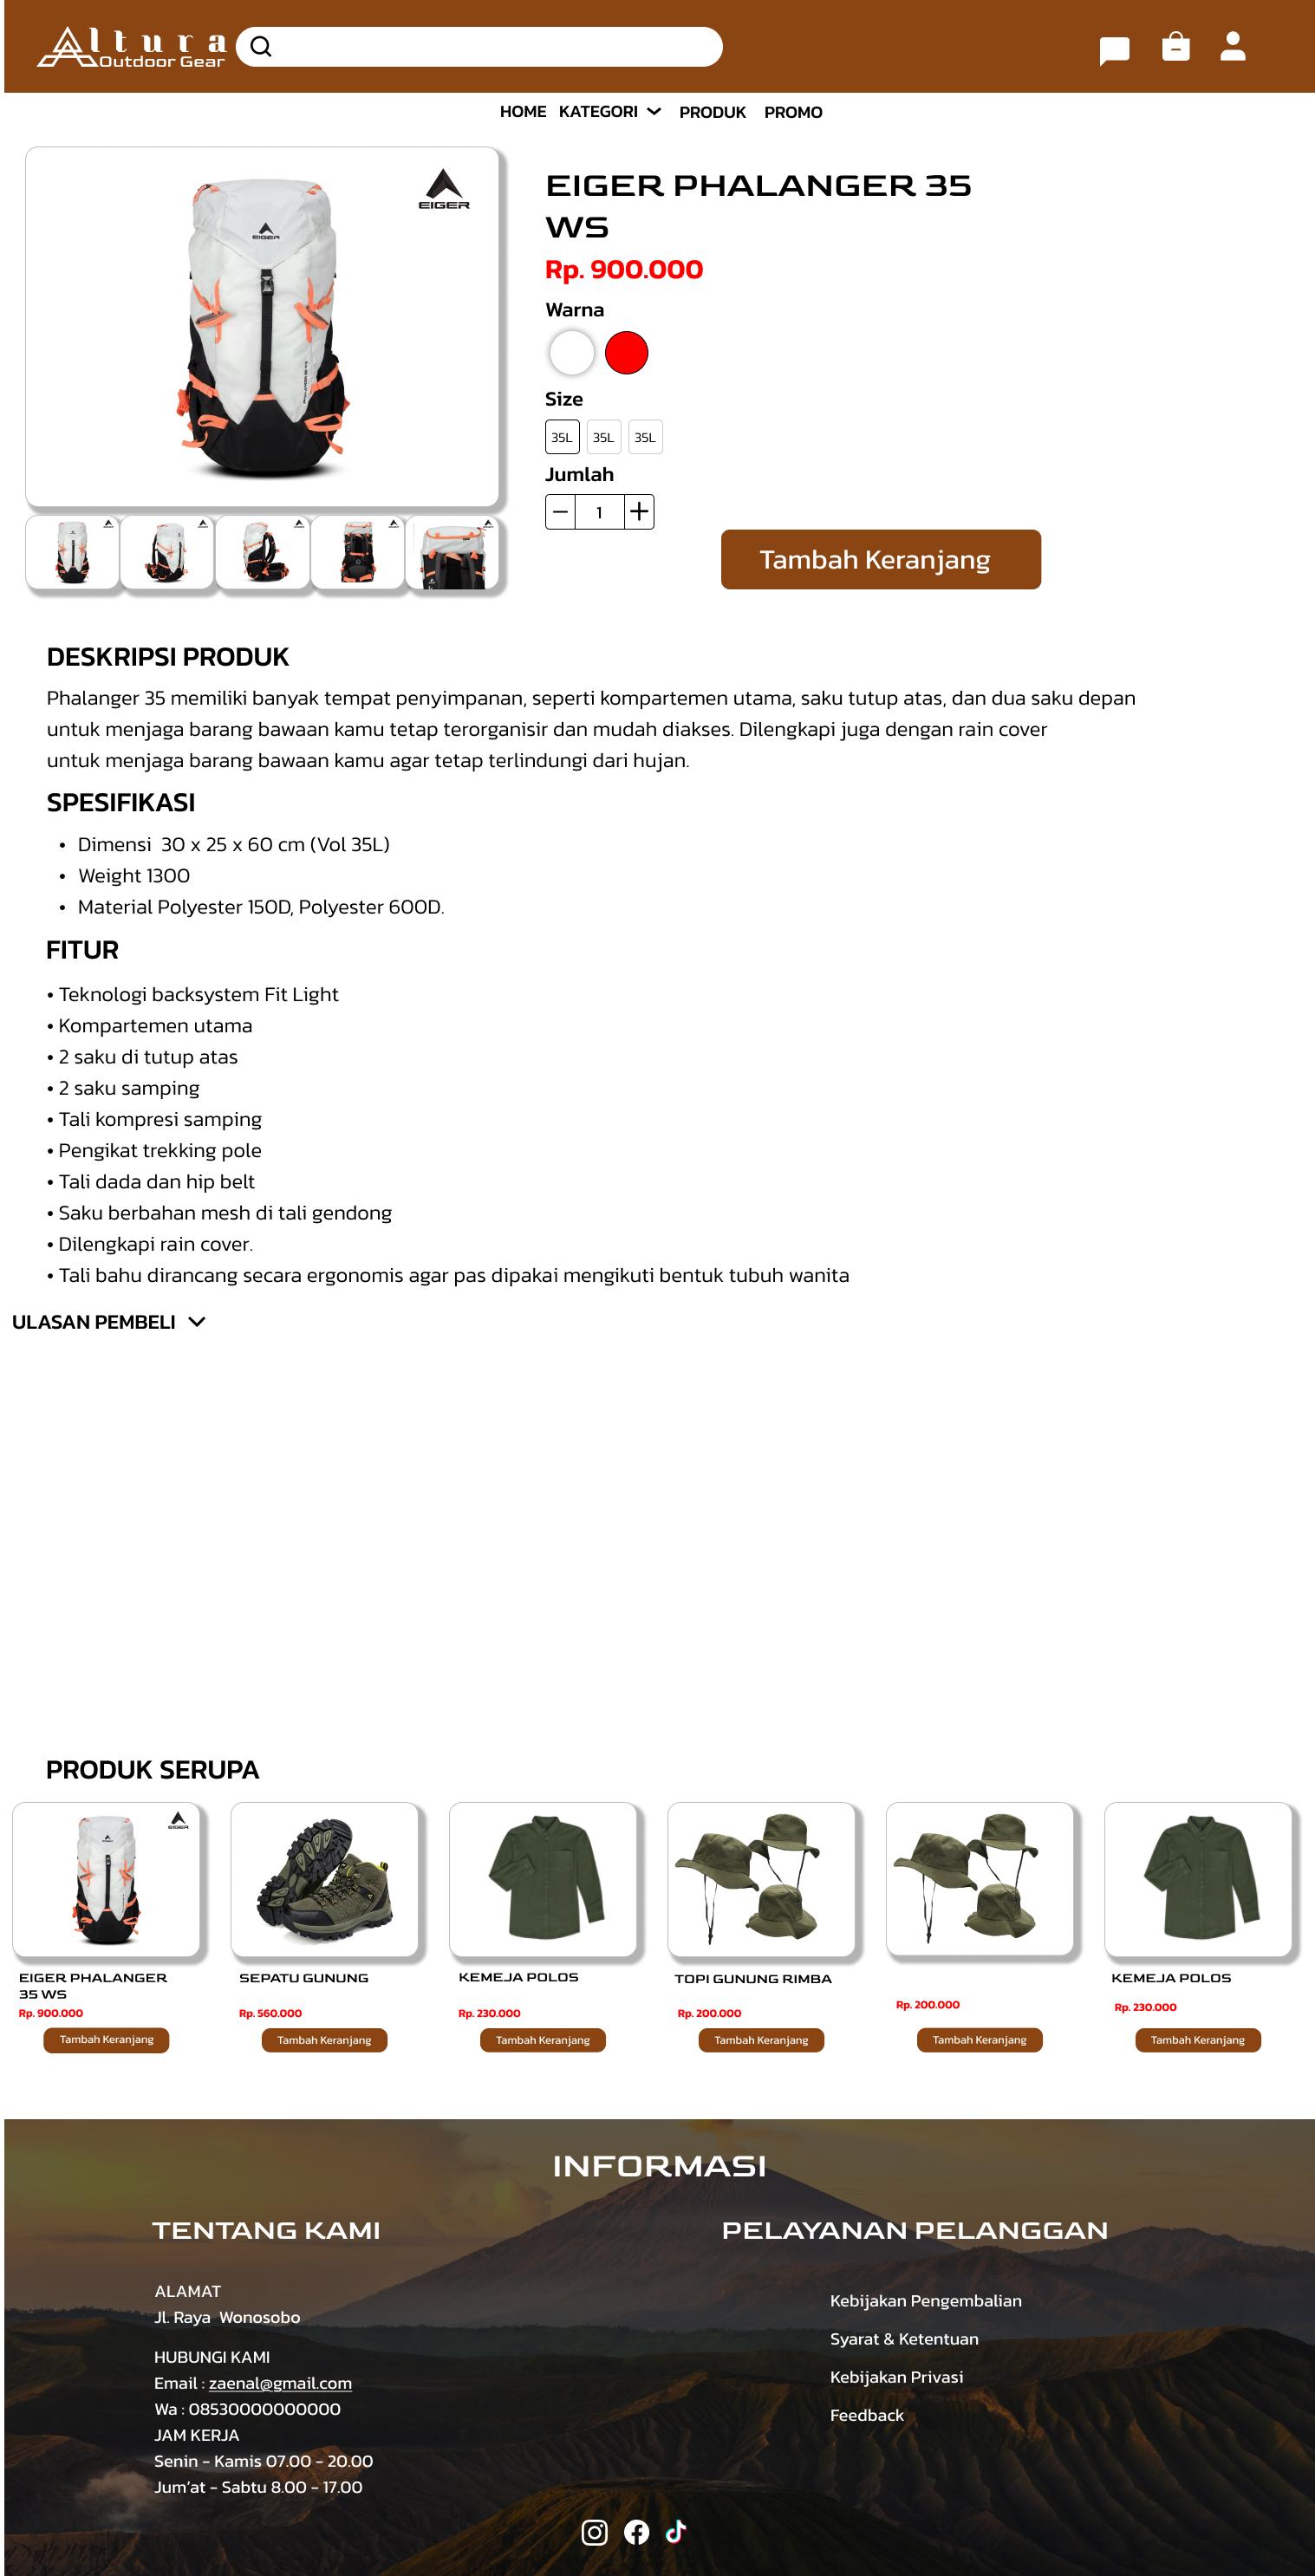 Altura
Outdoor Gear
HOME KATEGORI PRODUK PROMO
EIGER
EIGER
EIGER PHALANGER 35
WS
Rp. 900.000
Warna
Size
35L 35L 35L
Jumlah
1
Tambah Keranjang
DESKRIPSI PRODUK
Phalanger 35 memiliki banyak tempat penyimpanan, seperti kompartemen utama, saku tutup atas, dan dua saku depan
untuk menjaga barang bawaan kamu tetap terorganisir dan mudah diakses. Dilengkapi juga dengan rain cover
untuk menjaga barang bawaan kamu agar tetap terlindungi dari hujan.
SPESIFIKASI
• Dimensi  30 x 25 x 60 cm (Vol 35L)
• Weight 1300
• Material Polyester 150D, Polyester 600D.
FITUR
• Teknologi backsystem Fit Light
• Kompartemen utama
• 2 saku di tutup atas
• 2 saku samping
• Tali kompresi samping
• Pengikat trekking pole
• Tali dada dan hip belt
• Saku berbahan mesh di tali gendong
• Dilengkapi rain cover.
• Tali bahu dirancang secara ergonomis agar pas dipakai mengikuti bentuk tubuh wanita
ULASAN PEMBELI
PRODUK SERUPA
EIGER
EIGER
EIGER PHALANGER
35 WS
Rp. 900.000
Tambah Keranjang
SEPATU GUNUNG
Rp. 560.000
Tambah Keranjang
KEMEJA POLOS
Rp. 230.000
Tambah Keranjang
TOPI GUNUNG RIMBA
Rp. 200.000
Tambah Keranjang
Rp. 200.000
Tambah Keranjang
KEMEJA POLOS
Rp. 230.000
Tambah Keranjang
INFORMASI
TENTANG KAMI
ALAMAT
Jl. Raya  Wonosobo
HUBUNGI KAMI
Email : zaenal@gmail.com
Wa : 08530000000000
JAM KERJA
Senin - Kamis 07.00 - 20.00
Jum’at - Sabtu 8.00 - 17.00
PELAYANAN PELANGGAN
Kebijakan Pengembalian
Syarat & Ketentuan
Kebijakan Privasi
Feedback